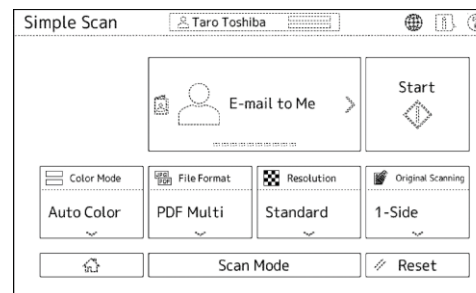 Simple Scan
Taro Toshiba
E-mail to Me
Start
Color Mode
File Format
Resolution
Original Scanning
Auto Color
PDF Multi
Standard
1-Side
Scan Mode
Reset